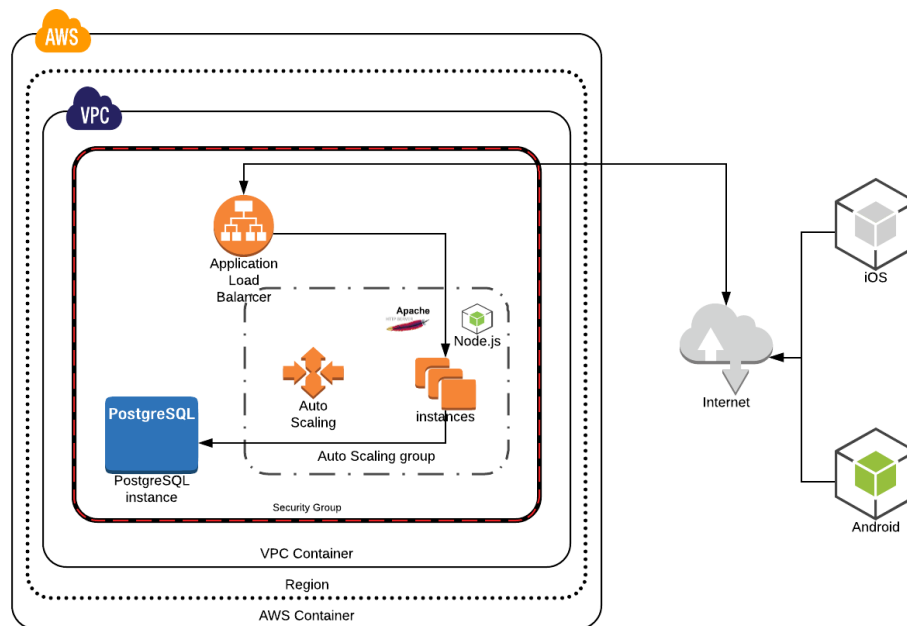 AWS
VPC
Application
Load
Balancer
Apache
Node.js
iOS
Auto
Scaling
instances
Internet
PostgreSQL
Auto Scaling group
PostgreSQL
instance
Security Group
Android
VPC Container
Region
AWS Container